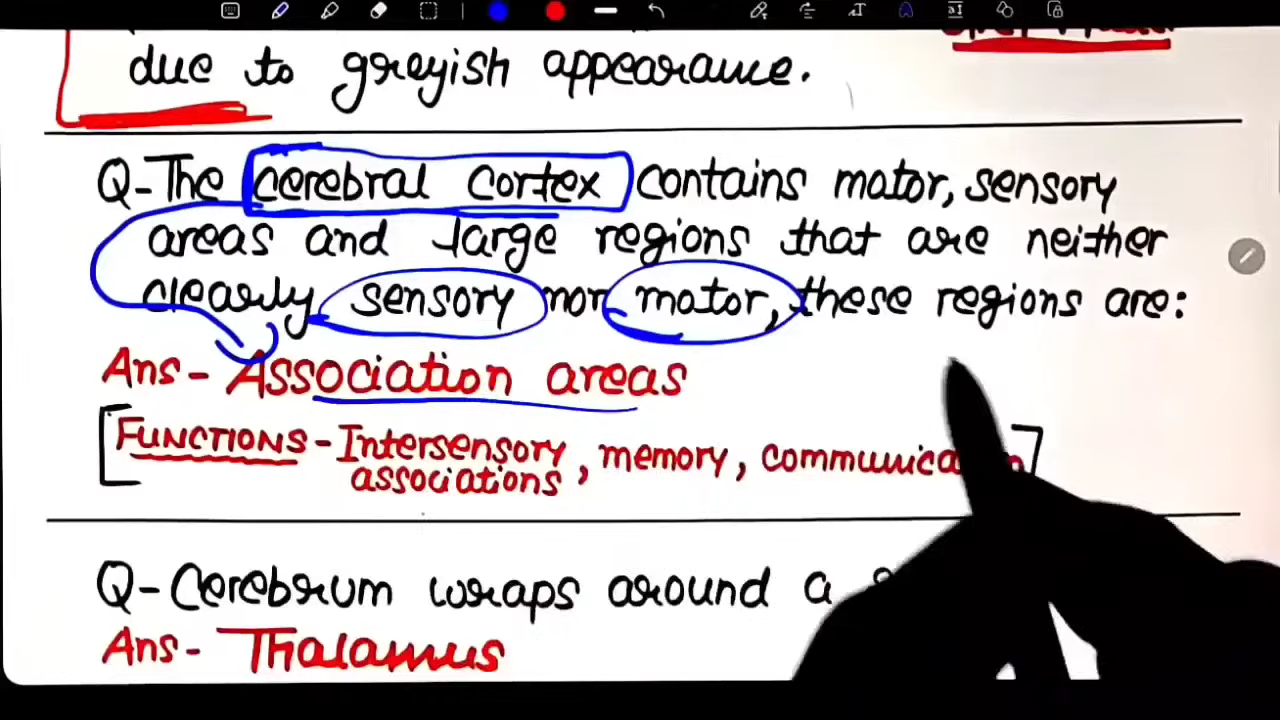 due to greyish appearance.
Q-The cerebral cortex contains motor, sensory
areas and large regions that are neither
clearly sensory nor motor, these regions are:
Ans- Association areas
[FUNCTIONS - Intersensory associations, memory, communication]
Q- Cerebrum wraps around a
Ans- Thalamus